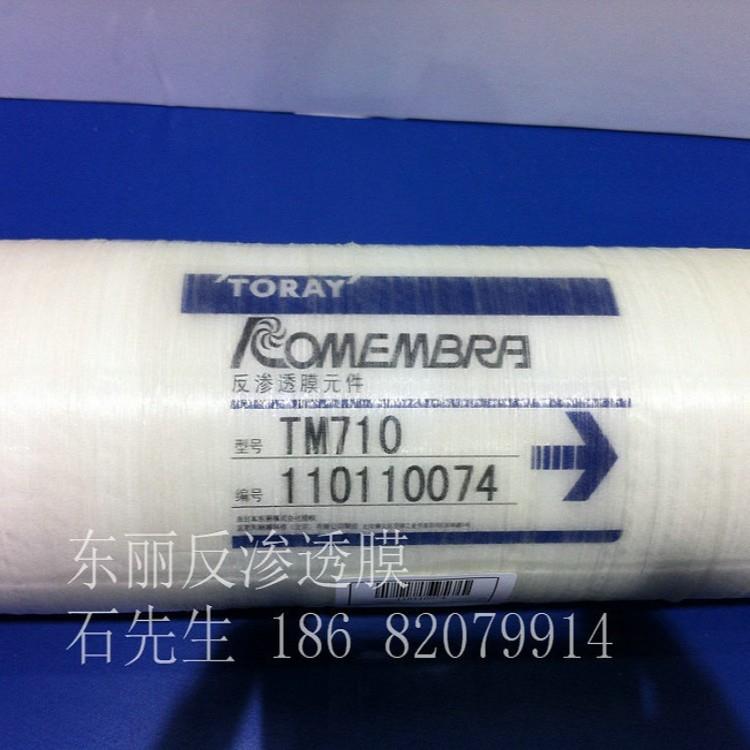 'TORAY'
ROMEMBRA
反渗透膜元件
型号 TM710
编号 110110074
东丽反渗透膜
石先生 186 82079914